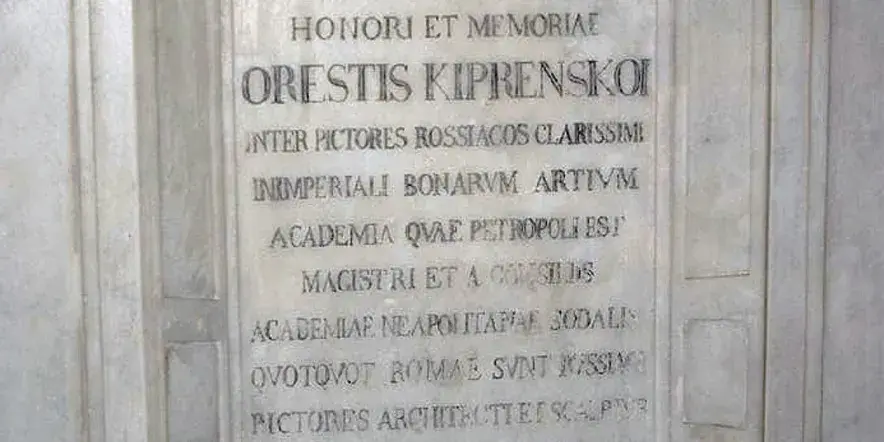 HONORI ET MEMORIAE
ORESTIS KIPRENSKOI
INTER PICTORES ROSSIACOS CLARISSIMI
INIMPERIALI BONARVM ARTIVM
ACADEMIA QVAE PETROPOLI EST
MAGISTRI ET A CONSILIIS
ACADEMIAE NEAPOLITANAE SODALIS
QVOTQVOT ROMAE SVNT
PICTORES ARCHITECTI ET